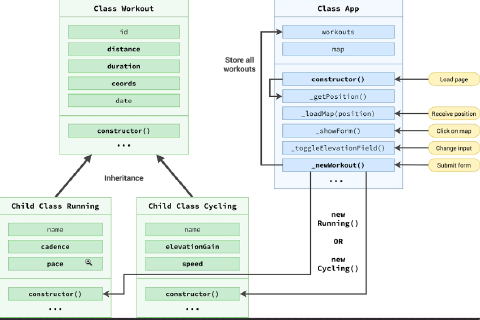 Class Workout
id
distance
duration
coords
date
constructor()
...
Inheritance
Child Class Running
name
cadence
pace
constructor()
...
Child Class Cycling
name
elevationGain
speed
constructor()
...
Class App
workouts
map
Store all
workouts
constructor()
_getPosition()
_loadMap(position)
_showForm()
_toggleElevationField()
_newWorkout()
...
Load page
Receive position
Click on map
Change input
Submit form
new
Running()
OR
new
Cycling()